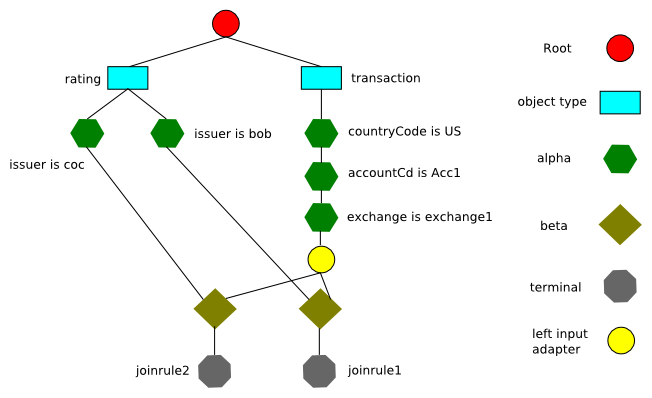 Root
rating
transaction
object type
issuer is bob
countryCode is US
issuer is coc
alpha
accountCd is Acc1
exchange is exchange1
beta
terminal
left input
adapter
joinrule2
joinrule1